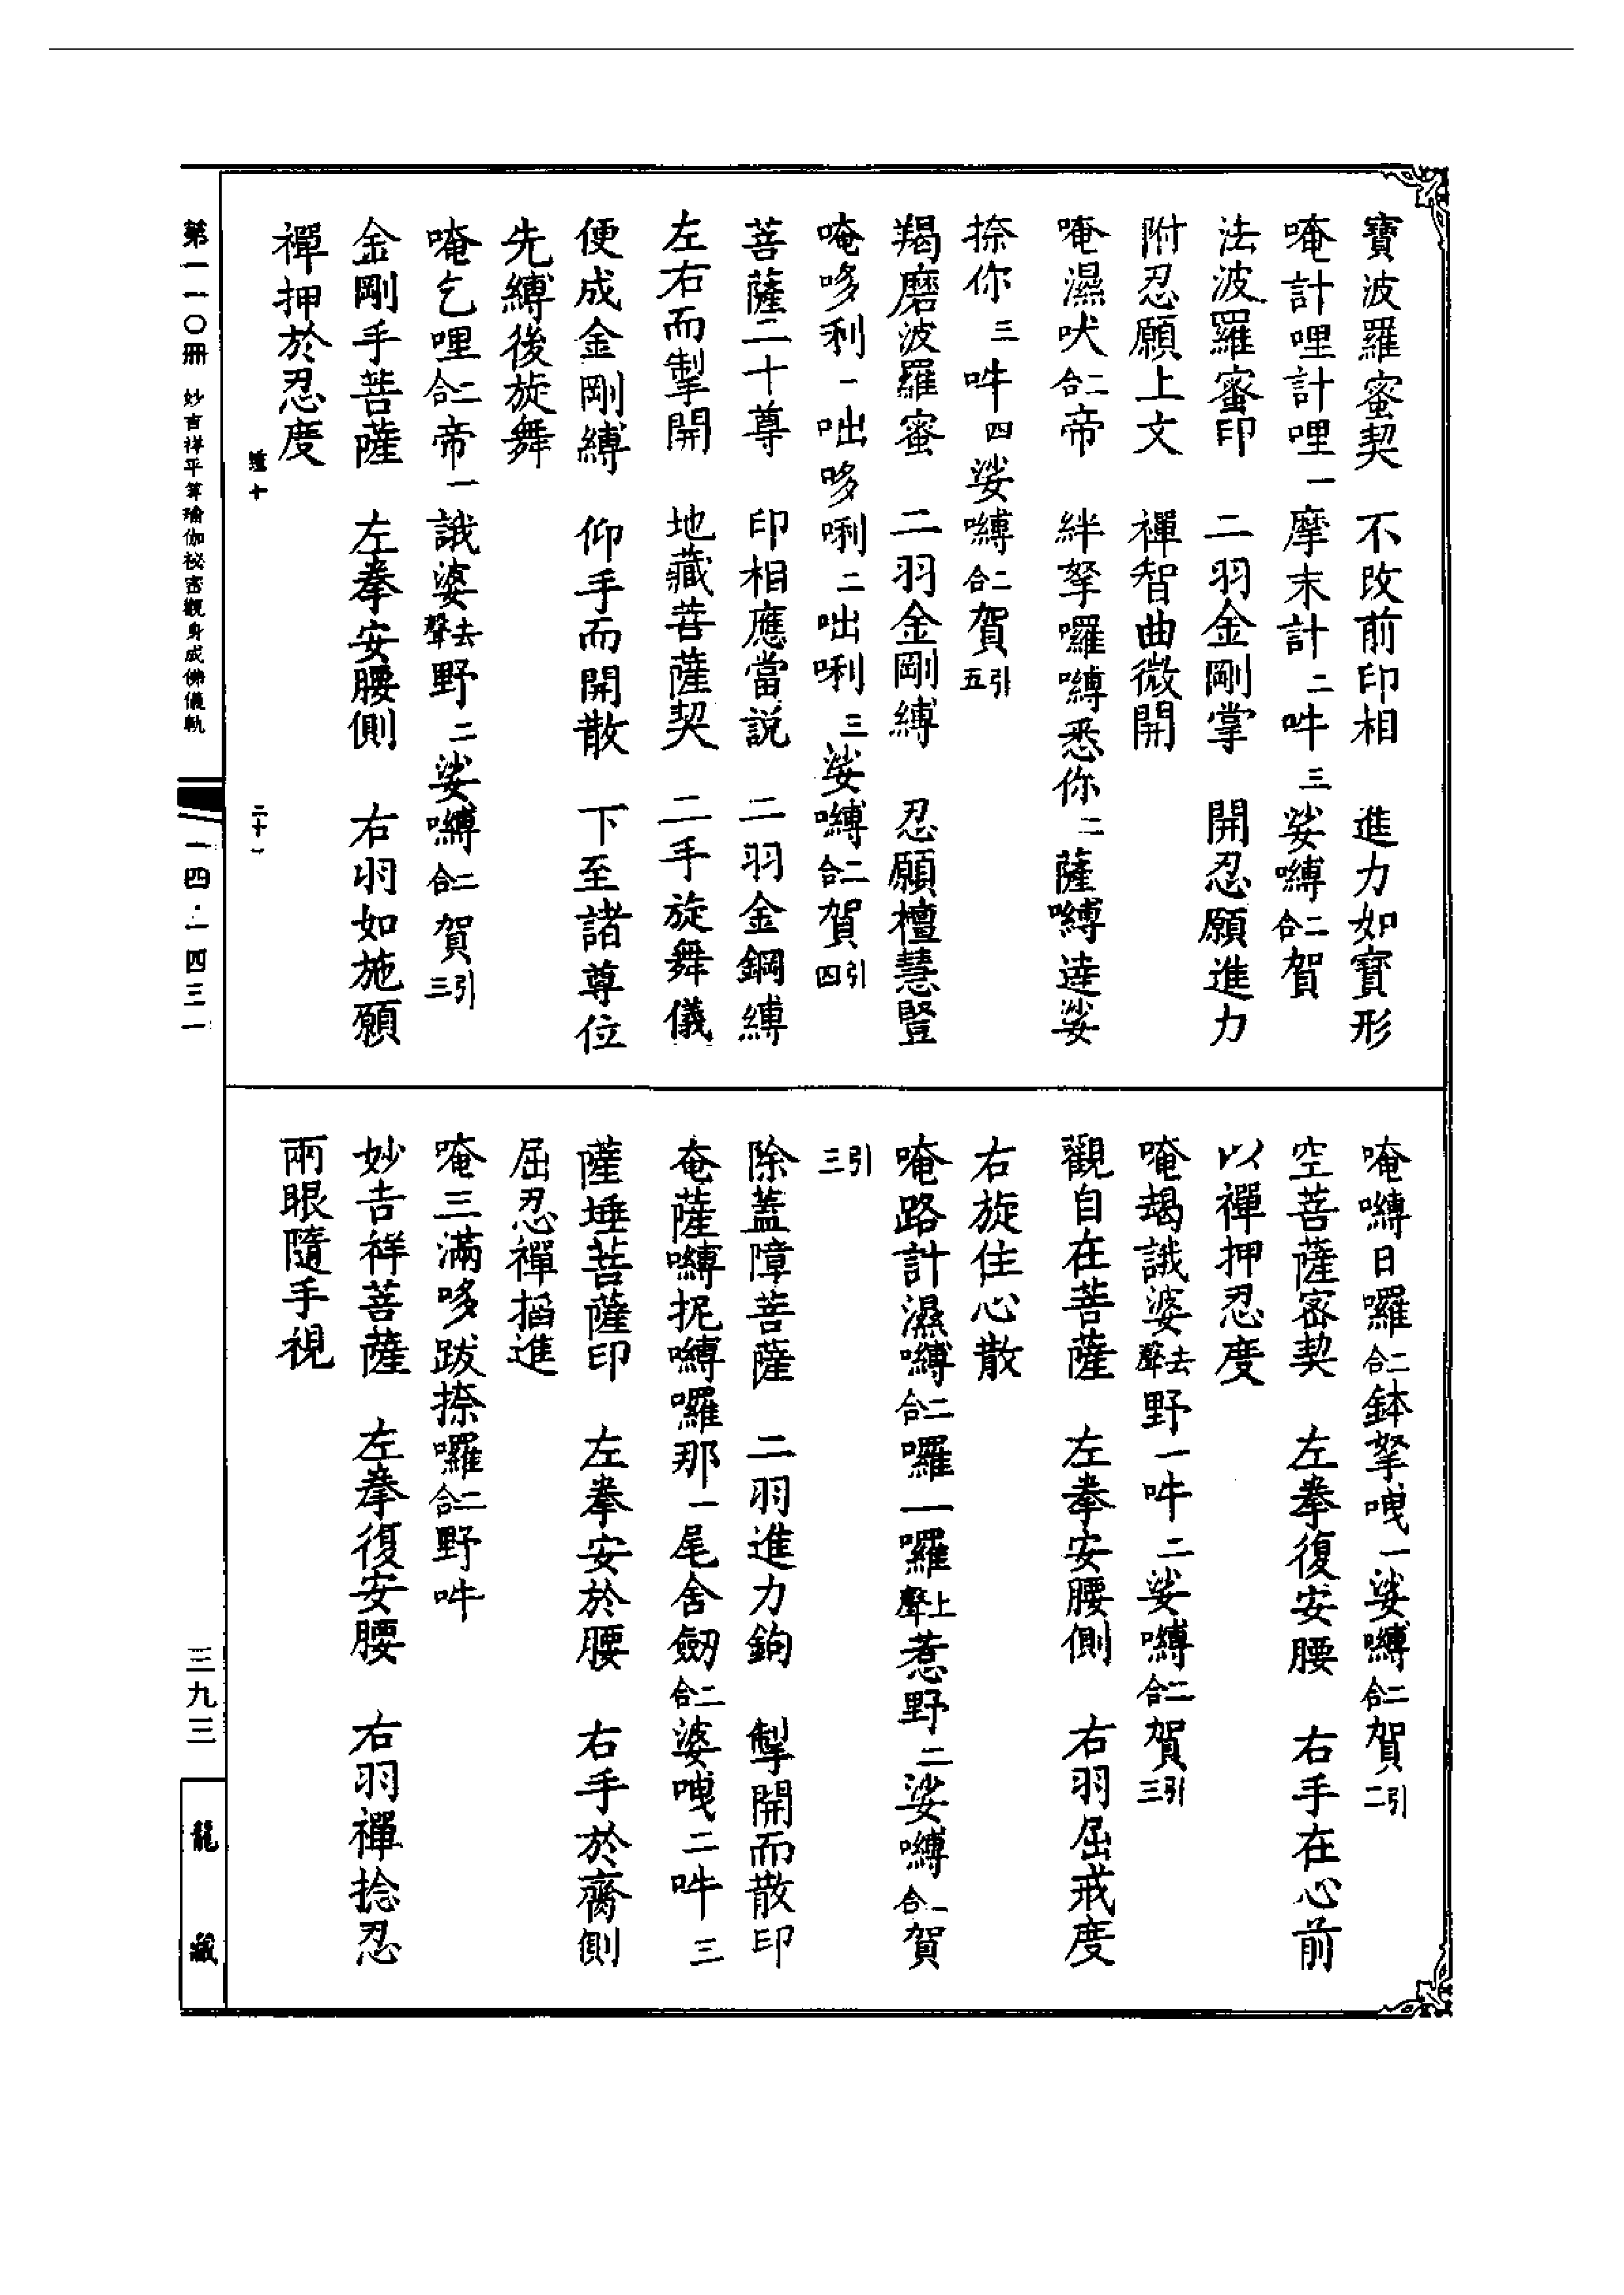 寶波羅蜜契　不改前印相　進力如寶形
唵計哩計哩一摩末計二吽三娑嚩二合賀
法波羅蜜印　二羽金剛掌　開忍願進力
附忍願上文　禪智曲微開
唵濕吠二合帝　絆拏囉嚩悉你二薩嚩達娑
捺你三吽四娑嚩二合賀引五
羯磨波羅蜜　二羽金剛縛　忍願檀慧豎
唵哆利一咄哆唎二咄唎三娑嚩二合賀引四
菩薩二十尊　印相應當說　二羽金鋼縛
左右而掣開　地藏菩薩契　二手旋舞儀
便成金剛縛　仰手而開散　下至諸尊位
先縛後旋舞
唵乞哩二合帝一誐婆去聲野二娑嚩二合賀引三
金剛手菩薩　左拳安腰側　右羽如施願
禪押於忍度
唵嚩日囉二合鉢拏曳一娑嚩二合賀引二
空菩薩密契　左拳復安腰　右手在心前
以禪押忍度
唵朅誐婆去聲野一吽二娑嚩二合賀引三
觀自在菩薩　左拳安腰側　右羽屈戒度
右旋住心散
唵路計濕嚩二合囉一囉上聲惹野二娑嚩一合賀
引三
除蓋障菩薩　二羽進力鉤　掣開而散印
奄薩嚩抳嚩囉那一尾舍劒二合婆曳二吽三
薩埵菩薩印　左拳安於腰　右手於臍側
屈忍禪搯進
唵三滿哆跋捺囉二合野吽
妙吉祥菩薩　左拳復安腰　右羽禪捻忍
兩眼隨手視
第一一〇冊　妙吉祥平等瑜伽祕密觀身成佛儀軌
十　二十一
一四·一四三一
三九三
龍藏